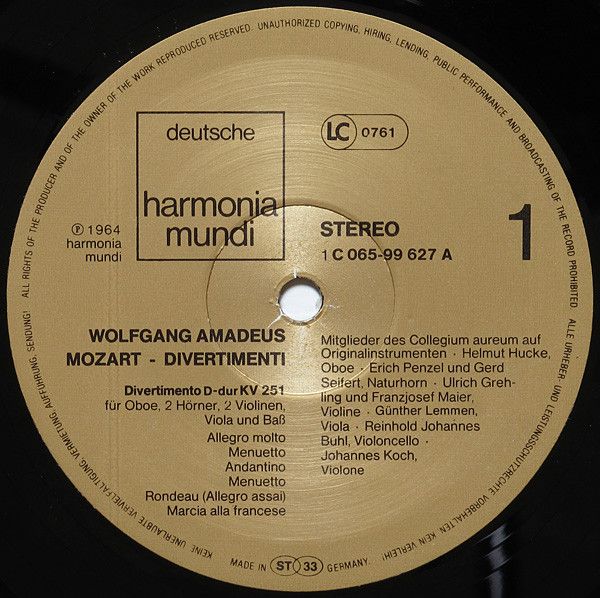 ALL RIGHTS OF THE PRODUCER AND OF THE OWNER OF THE WORK REPRODUCED RESERVED. UNAUTHORIZED COPYING, HIRING, LENDING, PUBLIC PERFORMANCE AND BROADCASTING OF THE RECORD PROHIBITED
deutsche
harmonia
mundi
LC 0761
℗ 1964
harmonia
mundi
STEREO
1 C 065-99 627 A
1
WOLFGANG AMADEUS
MOZART - DIVERTIMENTI
Divertimento D-dur KV 251
für Oboe, 2 Hörner, 2 Violinen,
Viola und Baß
Allegro molto
Menuetto
Andantino
Menuetto
Rondeau (Allegro assai)
Marcia alla francese
Mitglieder des Collegium aureum auf
Originalinstrumenten · Helmut Hucke,
Oboe · Erich Penzel und Gerd
Seifert, Naturhorn · Ulrich Greh-
ling und Franzjosef Maier,
Violine · Günther Lemmen,
Viola · Reinhold Johannes
Buhl, Violoncello ·
Johannes Koch,
Violone
ALLE URHEBER UND LEISTUNGSSCHUTZRECHTE VORBEHALTEN KEIN VERLEIH! KEINE UNERLAUBTE VERVIELFÄLTIGUNG, VERMIETUNG AUFFÜHRUNG, SENDUNG!
MADE IN ST 33 GERMANY.